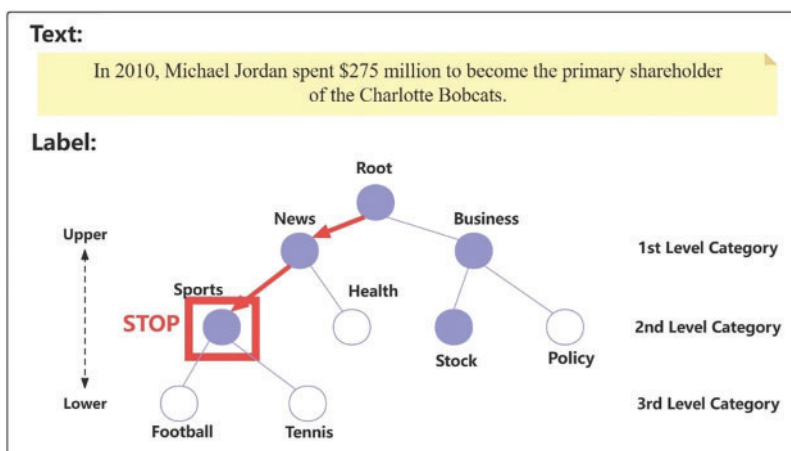 Text:
In 2010, Michael Jordan spent $275 million to become the primary shareholder
of the Charlotte Bobcats.
Label:
Root
News
Business
Upper
1st Level Category
Sports
Health
STOP
2nd Level Category
Stock
Policy
Lower
3rd Level Category
Football
Tennis